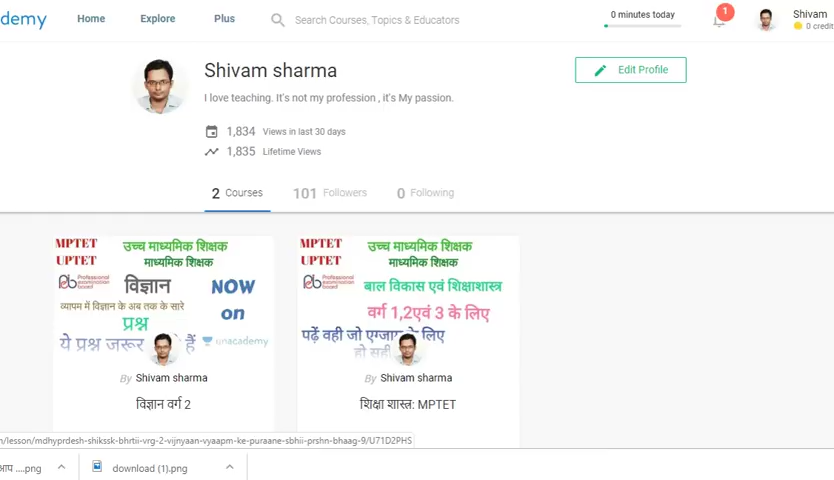 demy Home Explore Plus Search Courses, Topics & Educators 0 minutes today 1 Shivam
0 credit
Shivam sharma
Edit Profile
I love teaching. It's not my profession , it's My passion.
1,834 Views in last 30 days
1,835 Lifetime Views
2 Courses 101 Followers 0 Following
MPTET उच्च माध्यमिक शिक्षक
UPTET माध्यमिक शिक्षक
Peb Professional examination board विज्ञान NOW
व्यापम में विज्ञान के अब तक के सारे on
प्रश्न
ये प्रश्न जरूर हैं unacademy
By Shivam sharma
विज्ञान वर्ग 2
MPTET उच्च माध्यमिक शिक्षक
UPTET माध्यमिक शिक्षक
Peb Professional examination board बाल विकास एवं शिक्षाशास्त्र
वर्ग 1,2एवं 3 के लिए
पढ़ें वही जो एग्जाम के लिए
हो सही
By Shivam sharma
शिक्षा शास्त्र: MPTET
n/lesson/mdhyprdesh-shikssk-bhrtii-vrg-2-vijnyaan-vyaapm-ke-puraane-sbhii-prshn-bhaag-9/U71D2PHS
आप ....png download (1).png